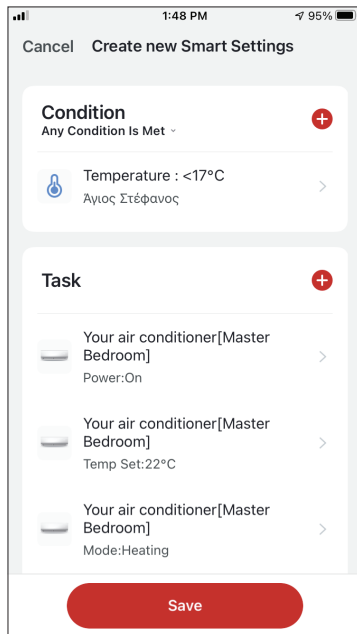 1:48 PM
95%
Cancel Create new Smart Settings
Condition
Any Condition Is Met
Temperature : <17°C
Άγιος Στέφανος
Task
Your air conditioner[Master
Bedroom]
Power:On
Your air conditioner[Master
Bedroom]
Temp Set:22°C
Your air conditioner[Master
Bedroom]
Mode:Heating
Save